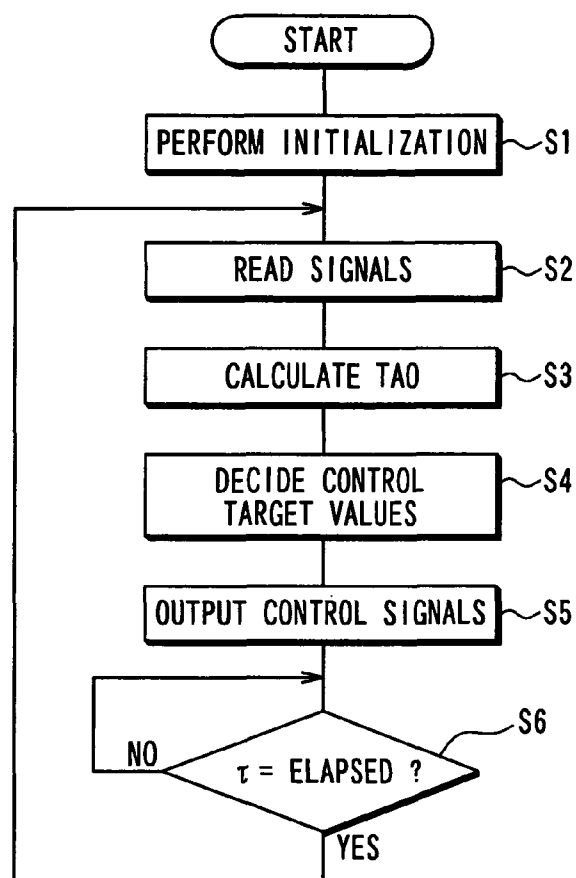 START
PERFORM INITIALIZATION
S1
READ SIGNALS
S2
CALCULATE TAO
S3
DECIDE CONTROL
TARGET VALUES
S4
OUTPUT CONTROL SIGNALS
S5
S6
NO
τ = ELAPSED ?
YES